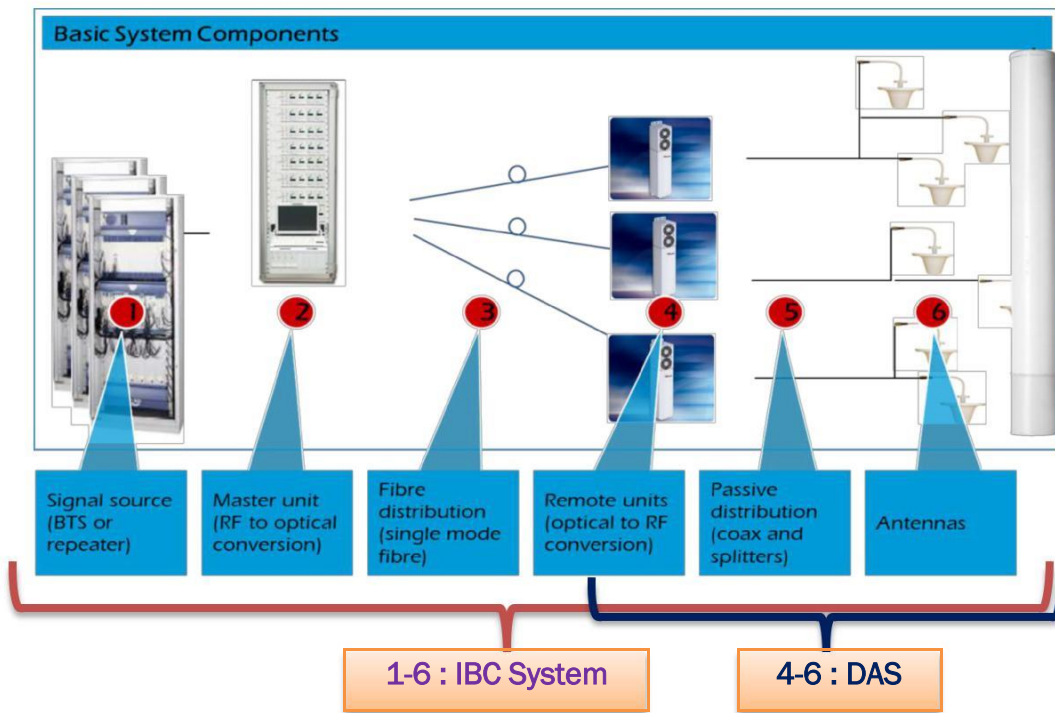 Basic System Components
1
2
3
4
5
6
Signal source
(BTS or
repeater)
Master unit
(RF to optical
conversion)
Fibre
distribution
(single mode
fibre)
Remote units
(optical to RF
conversion)
Passive
distribution
(coax and
splitters)
Antennas
1-6 : IBC System
4-6 : DAS